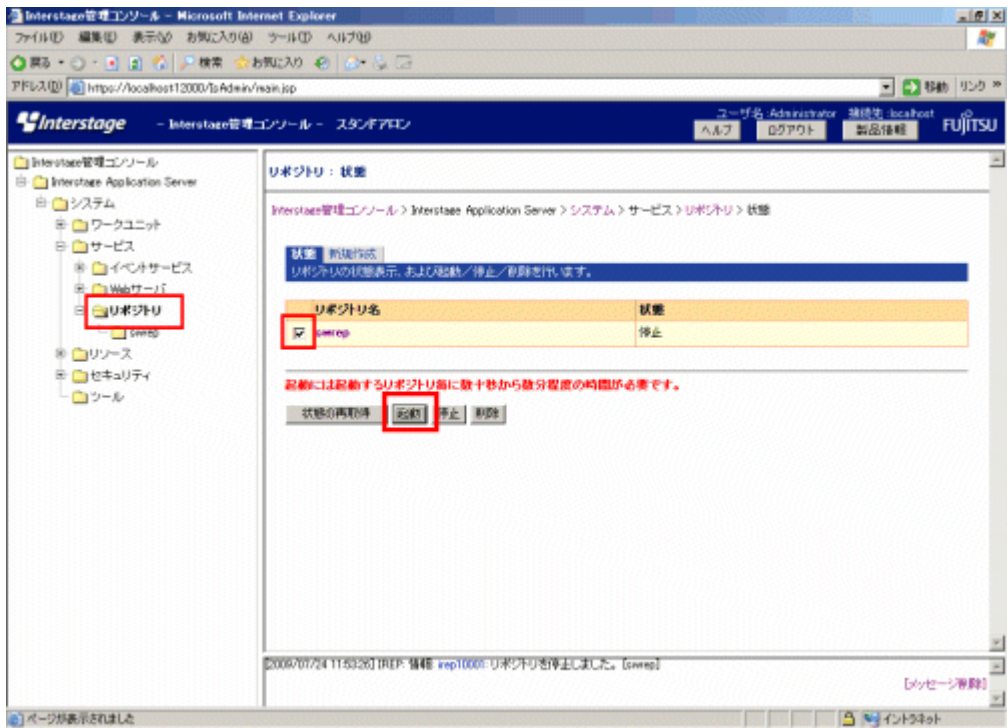 Interstage管理コンソール - Microsoft Internet Explorer
ファイル(F) 編集(E) 表示(V) お気に入り(A) ツール(T) ヘルプ(H)
戻る 検索 お気に入り
アドレス(D) https://localhost:12000/IsAdmin/main.jsp 移動 リンク »
Interstage - Interstage管理コンソール - スタンドアロン
ユーザ名:Administrator 接続先:localhost
ヘルプ ログアウト 製品情報 FUJITSU
Interstage管理コンソール
Interstage Application Server
システム
ワークユニット
サービス
イベントサービス
Webサーバ
リポジトリ
swrep
リソース
セキュリティ
ツール
リポジトリ : 状態
Interstage管理コンソール > Interstage Application Server > システム > サービス > リポジトリ > 状態
状態 新規作成
リポジトリの状態表示、および起動／停止／削除を行います。
リポジトリ名 状態
swrep 停止
起動には起動するリポジトリ毎に数十秒から数分程度の時間が必要です。
状態の再取得 起動 停止 削除
[2009/07/24 11:53:26] IREP: 情報: irep10001: リポジトリを停止しました。 [swrep]
[メッセージ削除]
ページが表示されました イントラネット